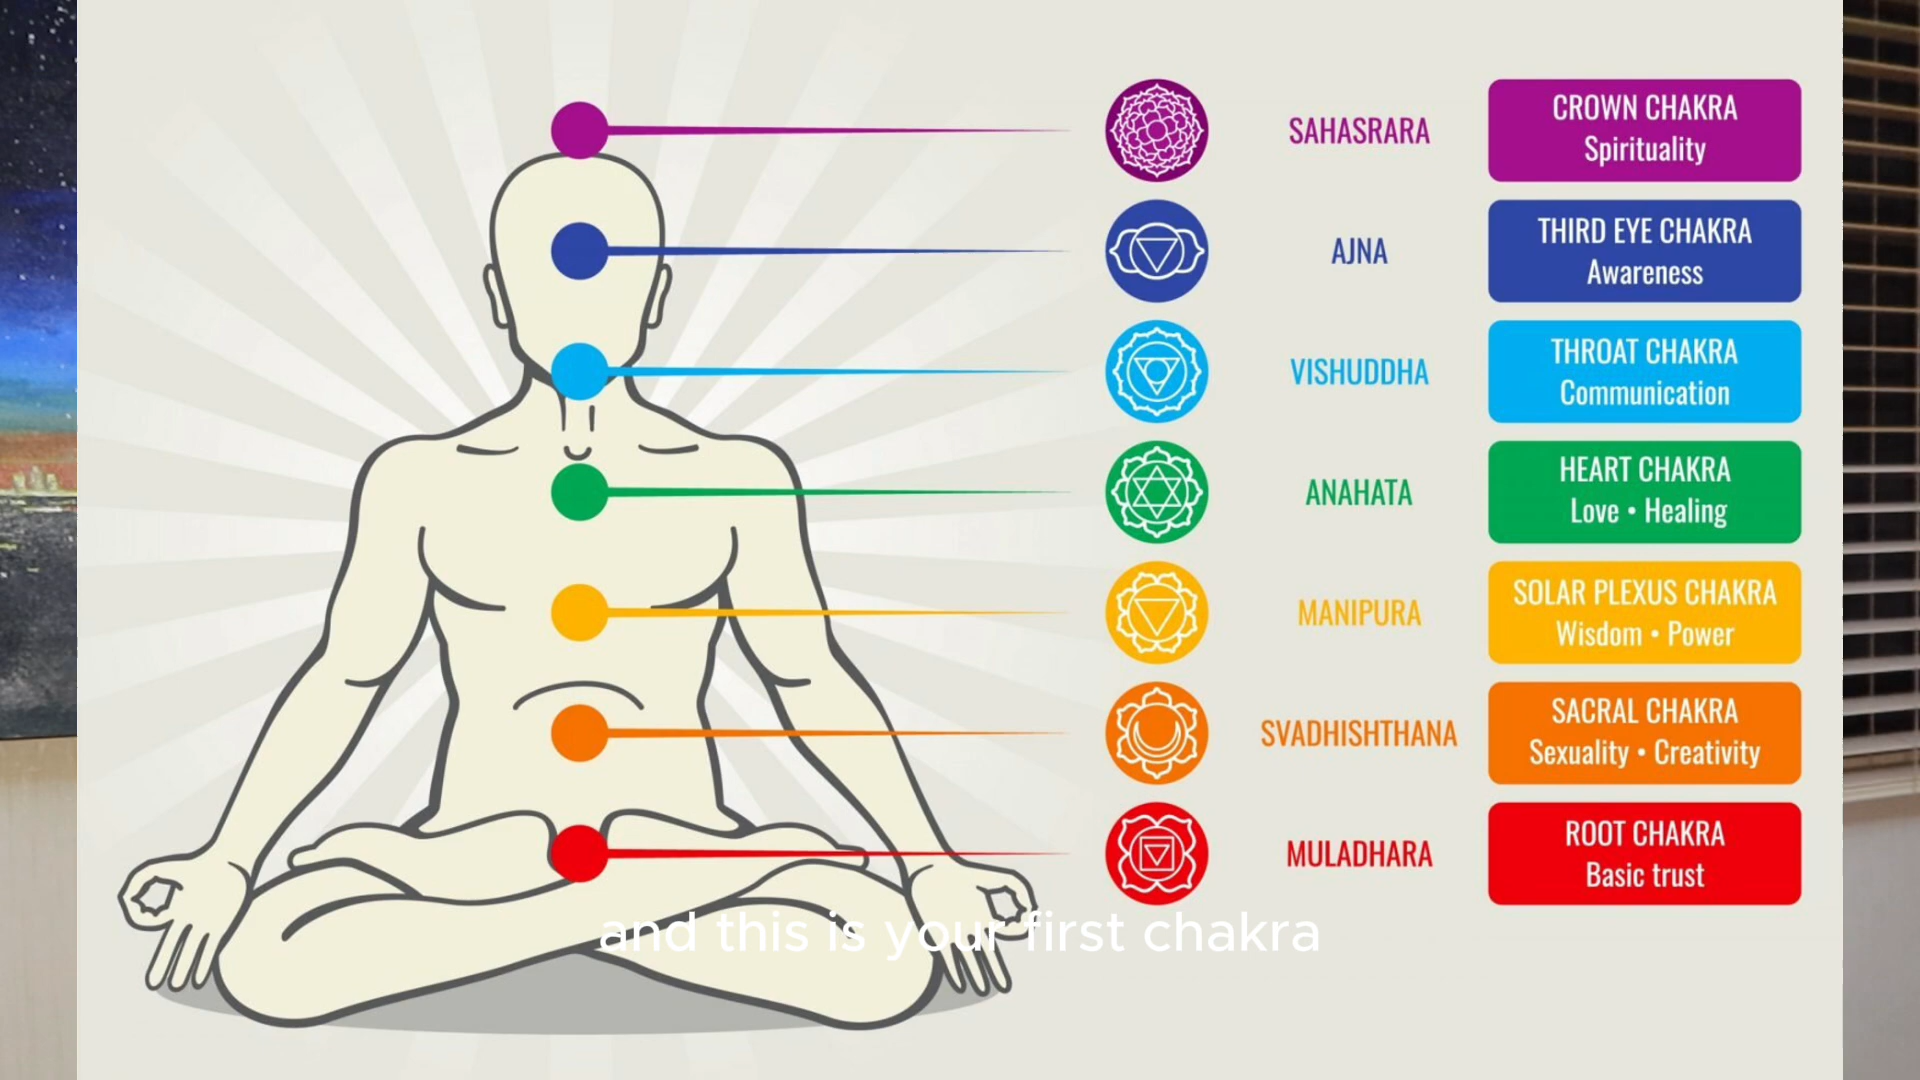 SAHASRARA
CROWN CHAKRA
Spirituality
AJNA
THIRD EYE CHAKRA
Awareness
VISHUDDHA
THROAT CHAKRA
Communication
ANAHATA
HEART CHAKRA
Love • Healing
MANIPURA
SOLAR PLEXUS CHAKRA
Wisdom • Power
SVADHISHTHANA
SACRAL CHAKRA
Sexuality • Creativity
MULADHARA
ROOT CHAKRA
Basic trust
and this is your first chakra